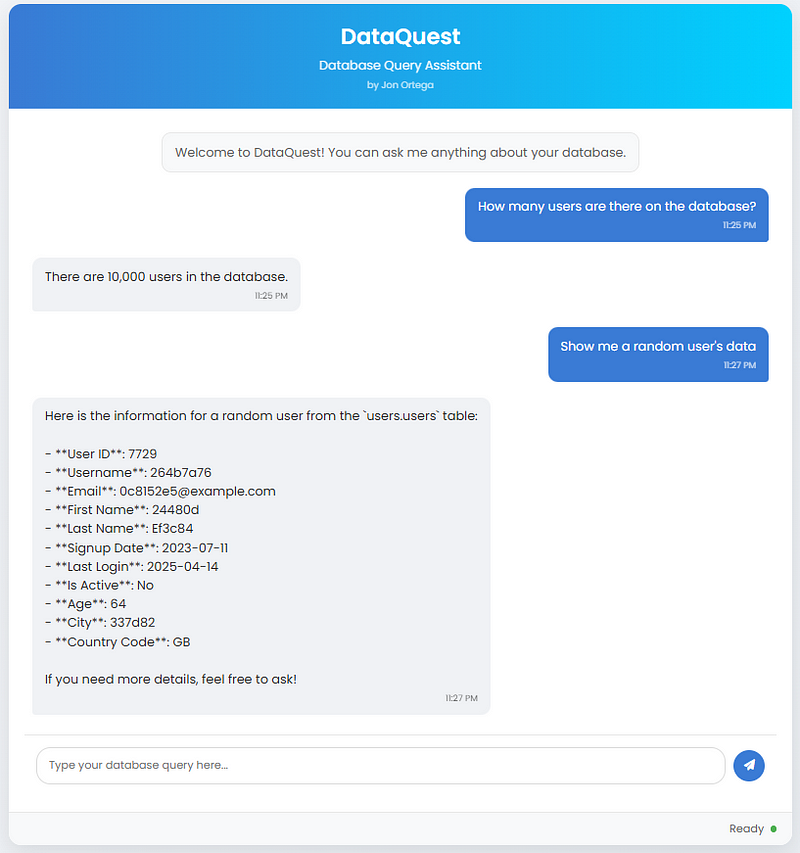 DataQuest
Database Query Assistant
by Jon Ortega
Welcome to DataQuest! You can ask me anything about your database.
How many users are there on the database?
11:25 PM
There are 10,000 users in the database.
11:25 PM
Show me a random user's data
11:27 PM
Here is the information for a random user from the `users.users` table:
- **User ID**: 7729
- **Username**: 264b7a76
- **Email**: 0c8152e5@example.com
- **First Name**: 24480d
- **Last Name**: Ef3c84
- **Signup Date**: 2023-07-11
- **Last Login**: 2025-04-14
- **Is Active**: No
- **Age**: 64
- **City**: 337d82
- **Country Code**: GB
If you need more details, feel free to ask!
11:27 PM
Type your database query here...
Ready